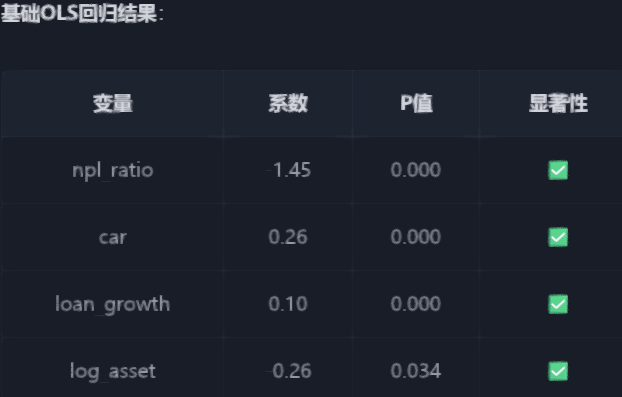 基础OLS回归结果：
变量 系数 P值 显著性
npl_ratio -1.45 0.000 ✅
car 0.26 0.000 ✅
loan_growth 0.10 0.000 ✅
log_asset -0.26 0.034 ✅